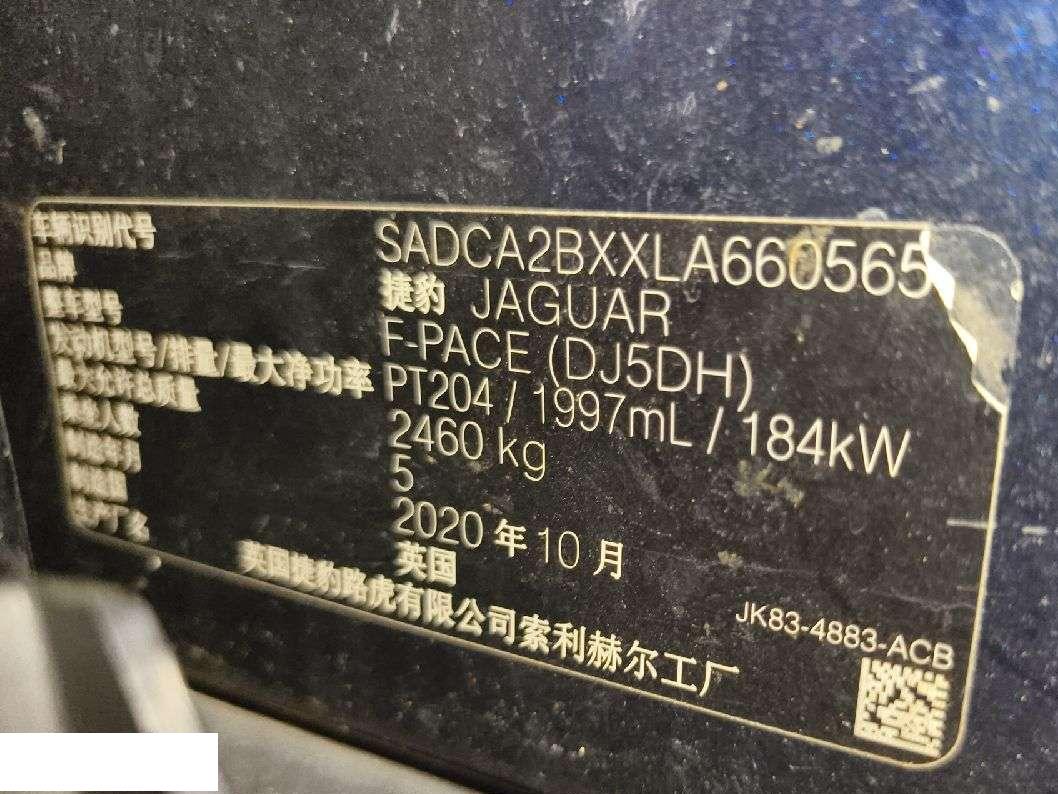 车辆识别代号 SADCA2BXXLA660565
品牌 捷豹 JAGUAR
整车型号 F-PACE (DJ5DH)
发动机型号/排量/最大净功率 PT204 / 1997mL / 184kW
最大允许总质量 2460 kg
乘坐人数 5
制造年月 2020 年 10 月
制造国 英国
生产厂名 英国捷豹路虎有限公司索利赫尔工厂
JK83-4883-ACB